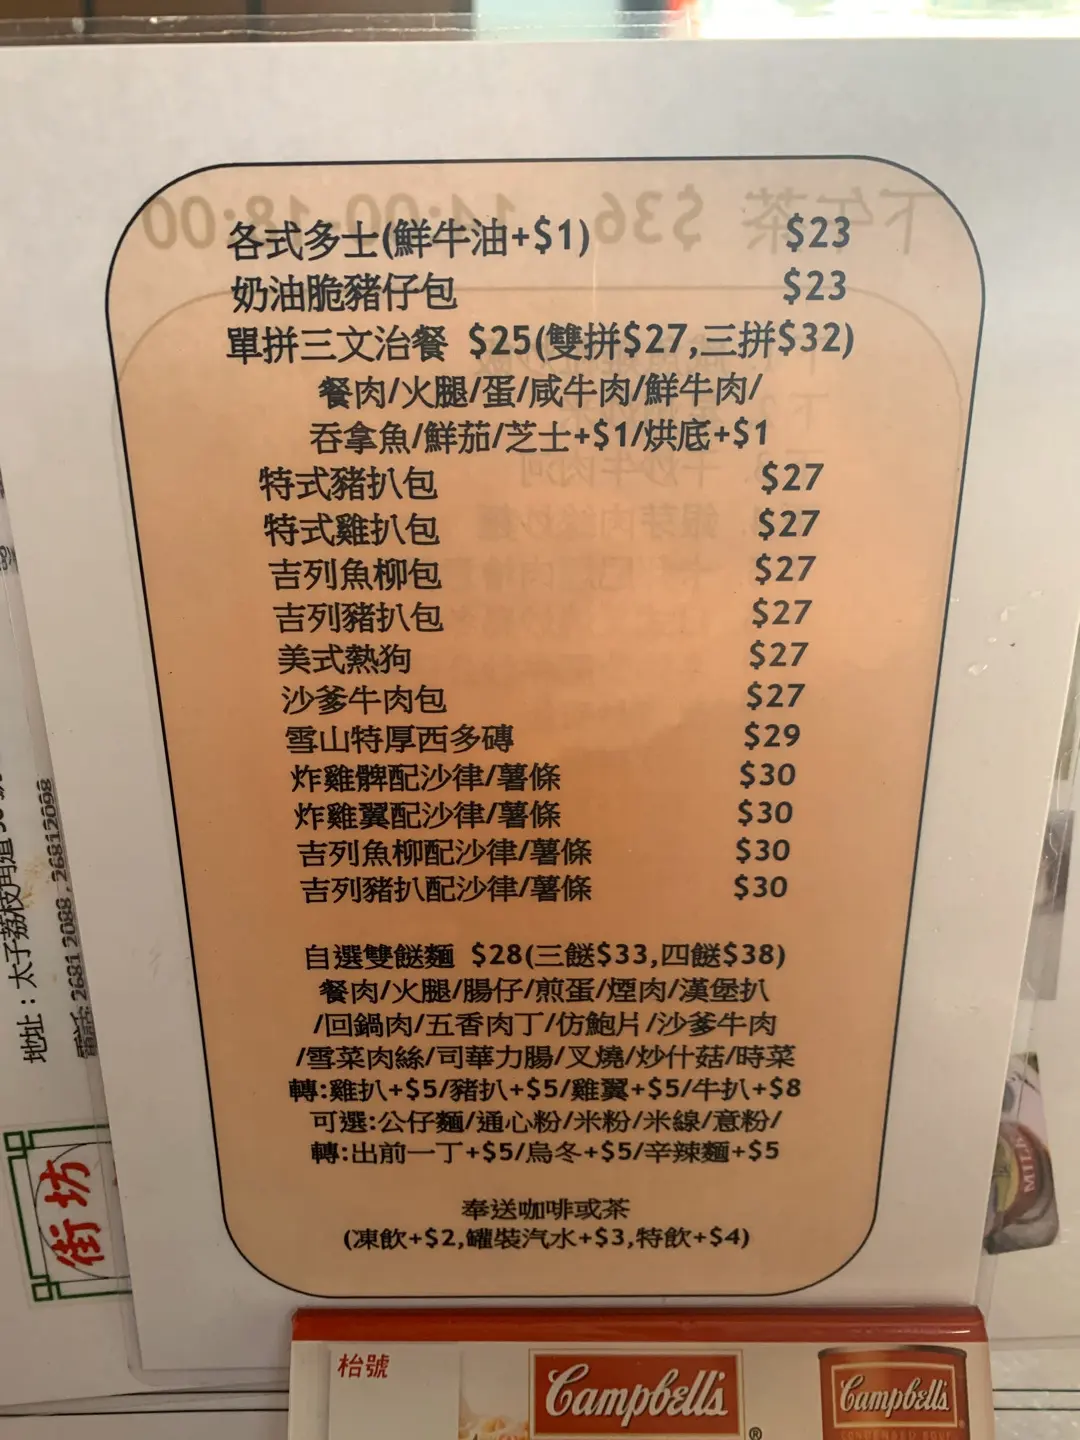 各式多士(鮮牛油+$1) $23
奶油脆豬仔包 $23
單拼三文治餐 $25(雙拼$27,三拼$32)
餐肉/火腿/蛋/咸牛肉/鮮牛肉/
吞拿魚/鮮茄/芝士+$1/烘底+$1
特式豬扒包 $27
特式雞扒包 $27
吉列魚柳包 $27
吉列豬扒包 $27
美式熱狗 $27
沙爹牛肉包 $27
雪山特厚西多磚 $29
炸雞髀配沙律/薯條 $30
炸雞翼配沙律/薯條 $30
吉列魚柳配沙律/薯條 $30
吉列豬扒配沙律/薯條 $30
自選雙餸麵 $28(三餸$33,四餸$38)
餐肉/火腿/腸仔/煎蛋/煙肉/漢堡扒
/回鍋肉/五香肉丁/仿鮑片/沙爹牛肉
/雪菜肉絲/司華力腸/叉燒/炒什菇/時菜
轉:雞扒+$5/豬扒+$5/雞翼+$5/牛扒+$8
可選:公仔麵/通心粉/米粉/米線/意粉/
轉:出前一丁+$5/烏冬+$5/辛辣麵+$5
奉送咖啡或茶
(凍飲+$2,罐裝汽水+$3,特飲+$4)
下午茶 $36 14:00-18:00
地址：太子荔枝角道
電話: 2681 2088 , 26812098
街坊
MILK
枱號
Campbell's
®
Campbell's
CONDENSED SOUP